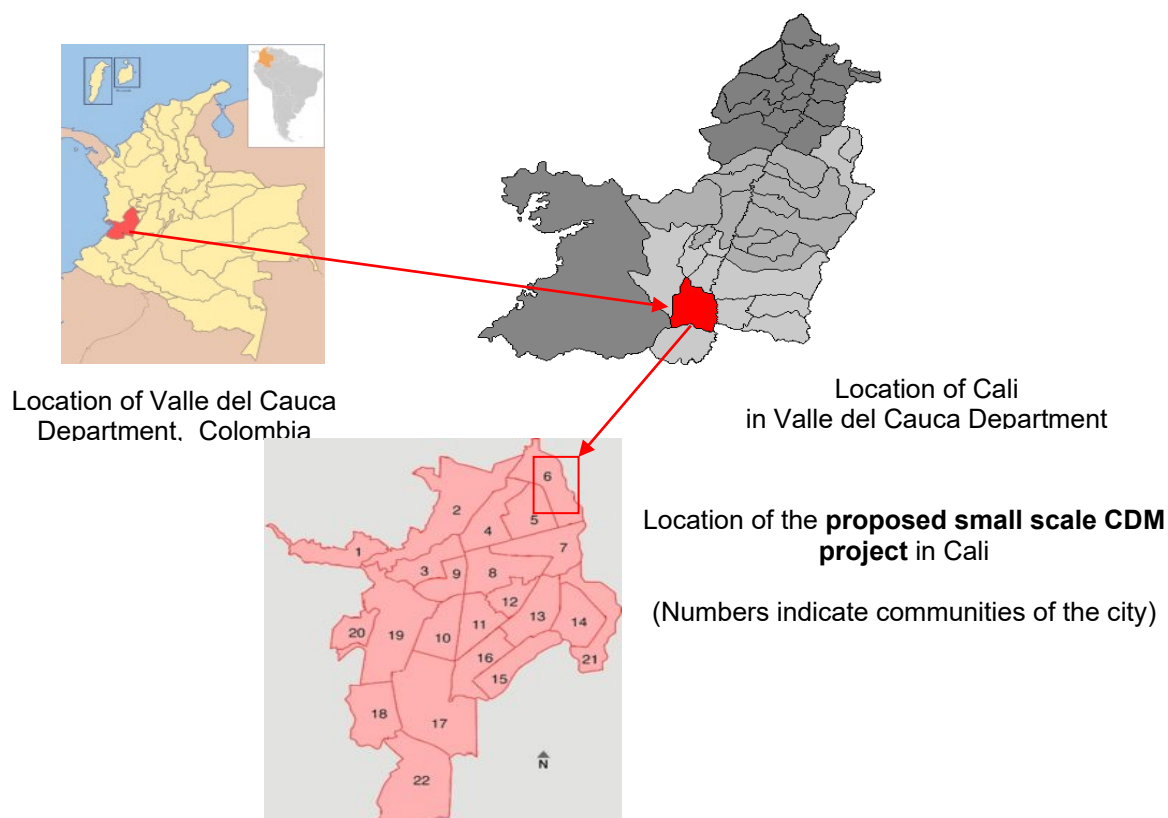 Location of Valle del Cauca
Department, Colombia
Location of Cali
in Valle del Cauca Department
Location of the proposed small scale CDM
project in Cali
(Numbers indicate communities of the city)
6
2
4
5
7
1
3
9
8
12
13
14
20
19
10
11
16
21
15
18
17
22
N